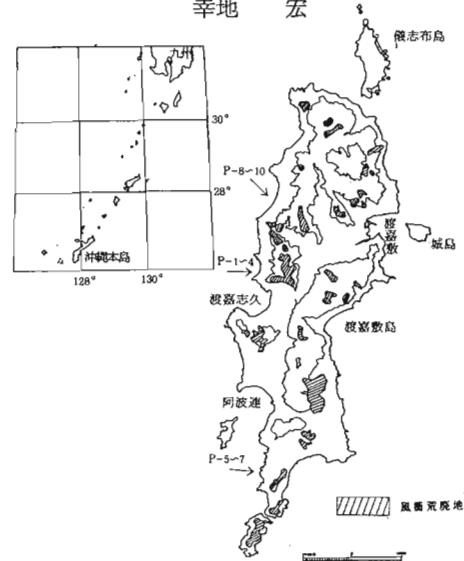 幸地 宏
儀志布島
九州
30°
P-8~10
28°
渡嘉敷
城島
沖縄本島
P-1~4
128° 130°
渡嘉志久
渡嘉敷島
阿波連
P-5~7
風衝荒廃地